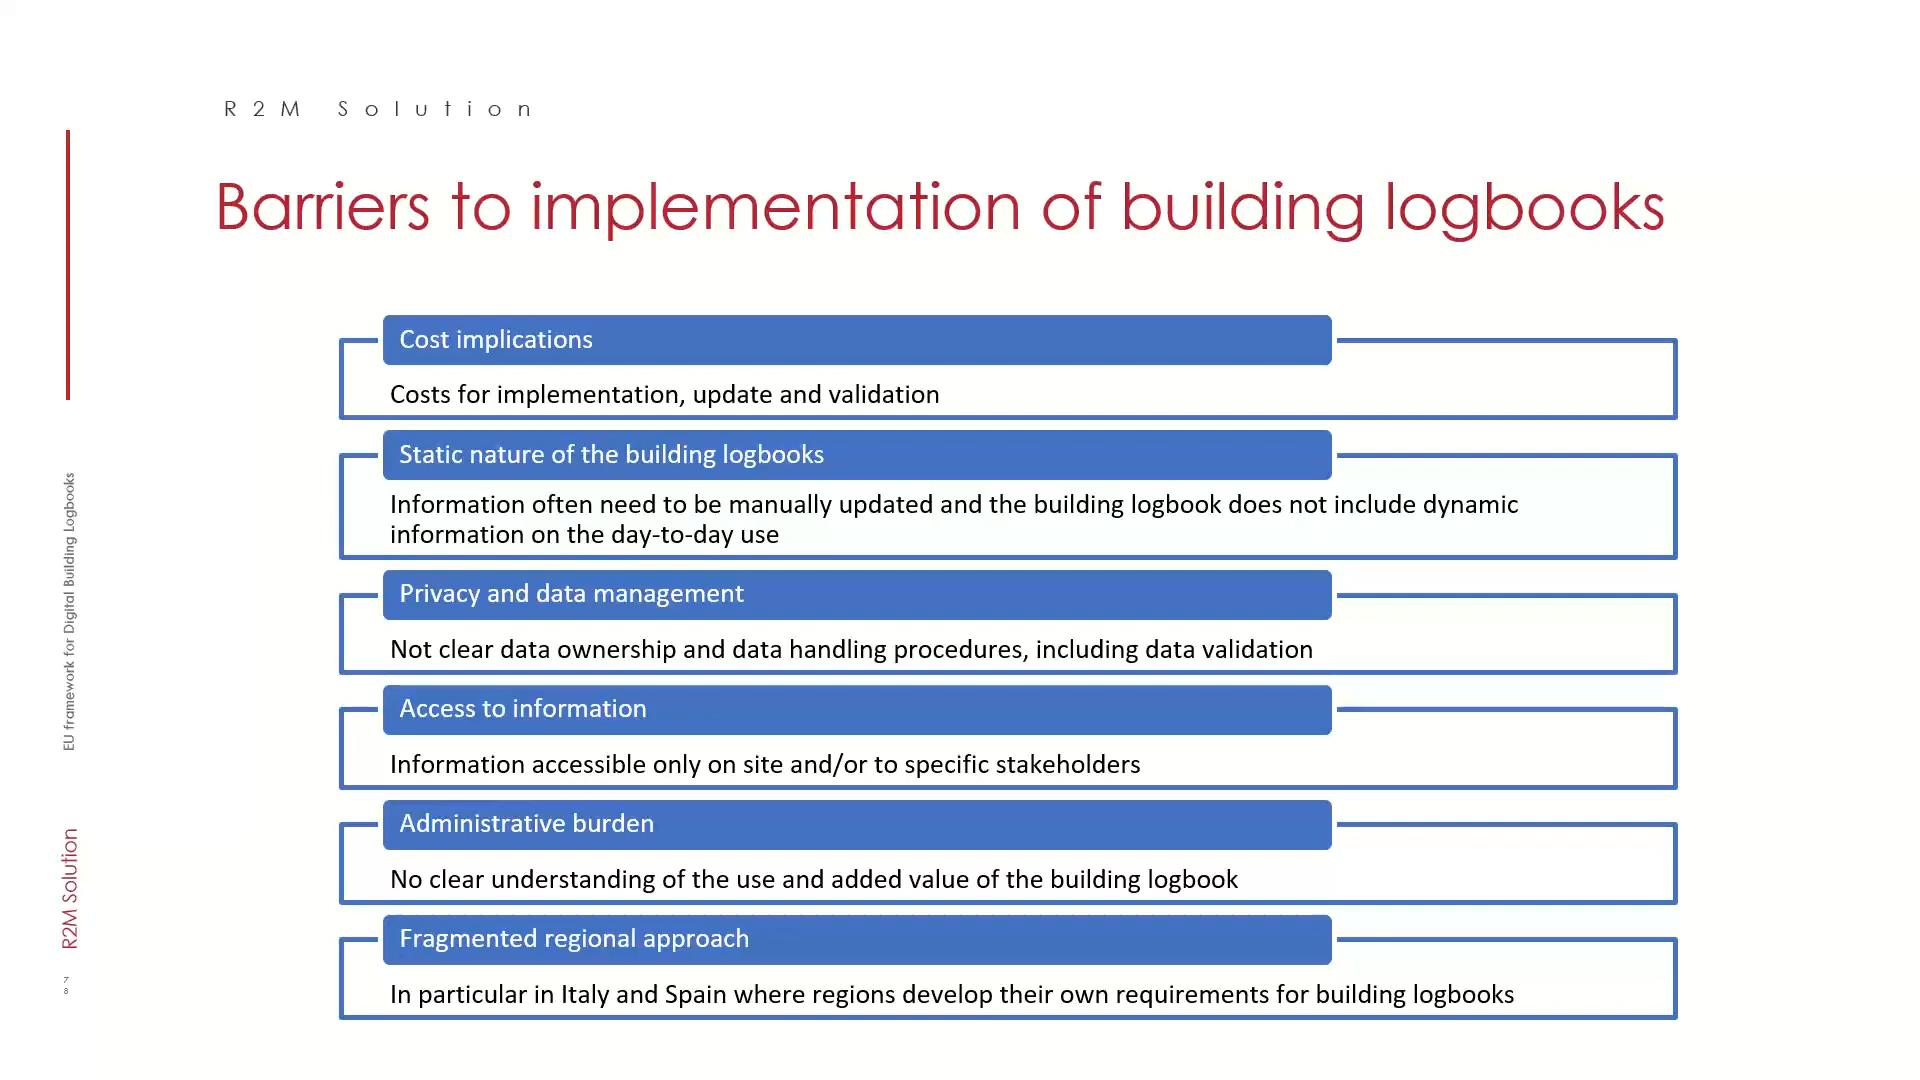 R2M Solution
Barriers to implementation of building logbooks
Cost implications
Costs for implementation, update and validation
Static nature of the building logbooks
Information often need to be manually updated and the building logbook does not include dynamic
information on the day-to-day use
Privacy and data management
Not clear data ownership and data handling procedures, including data validation
Access to information
Information accessible only on site and/or to specific stakeholders
Administrative burden
No clear understanding of the use and added value of the building logbook
Fragmented regional approach
In particular in Italy and Spain where regions develop their own requirements for building logbooks
EU framework for Digital Building Logbooks
R2M Solution
7
8